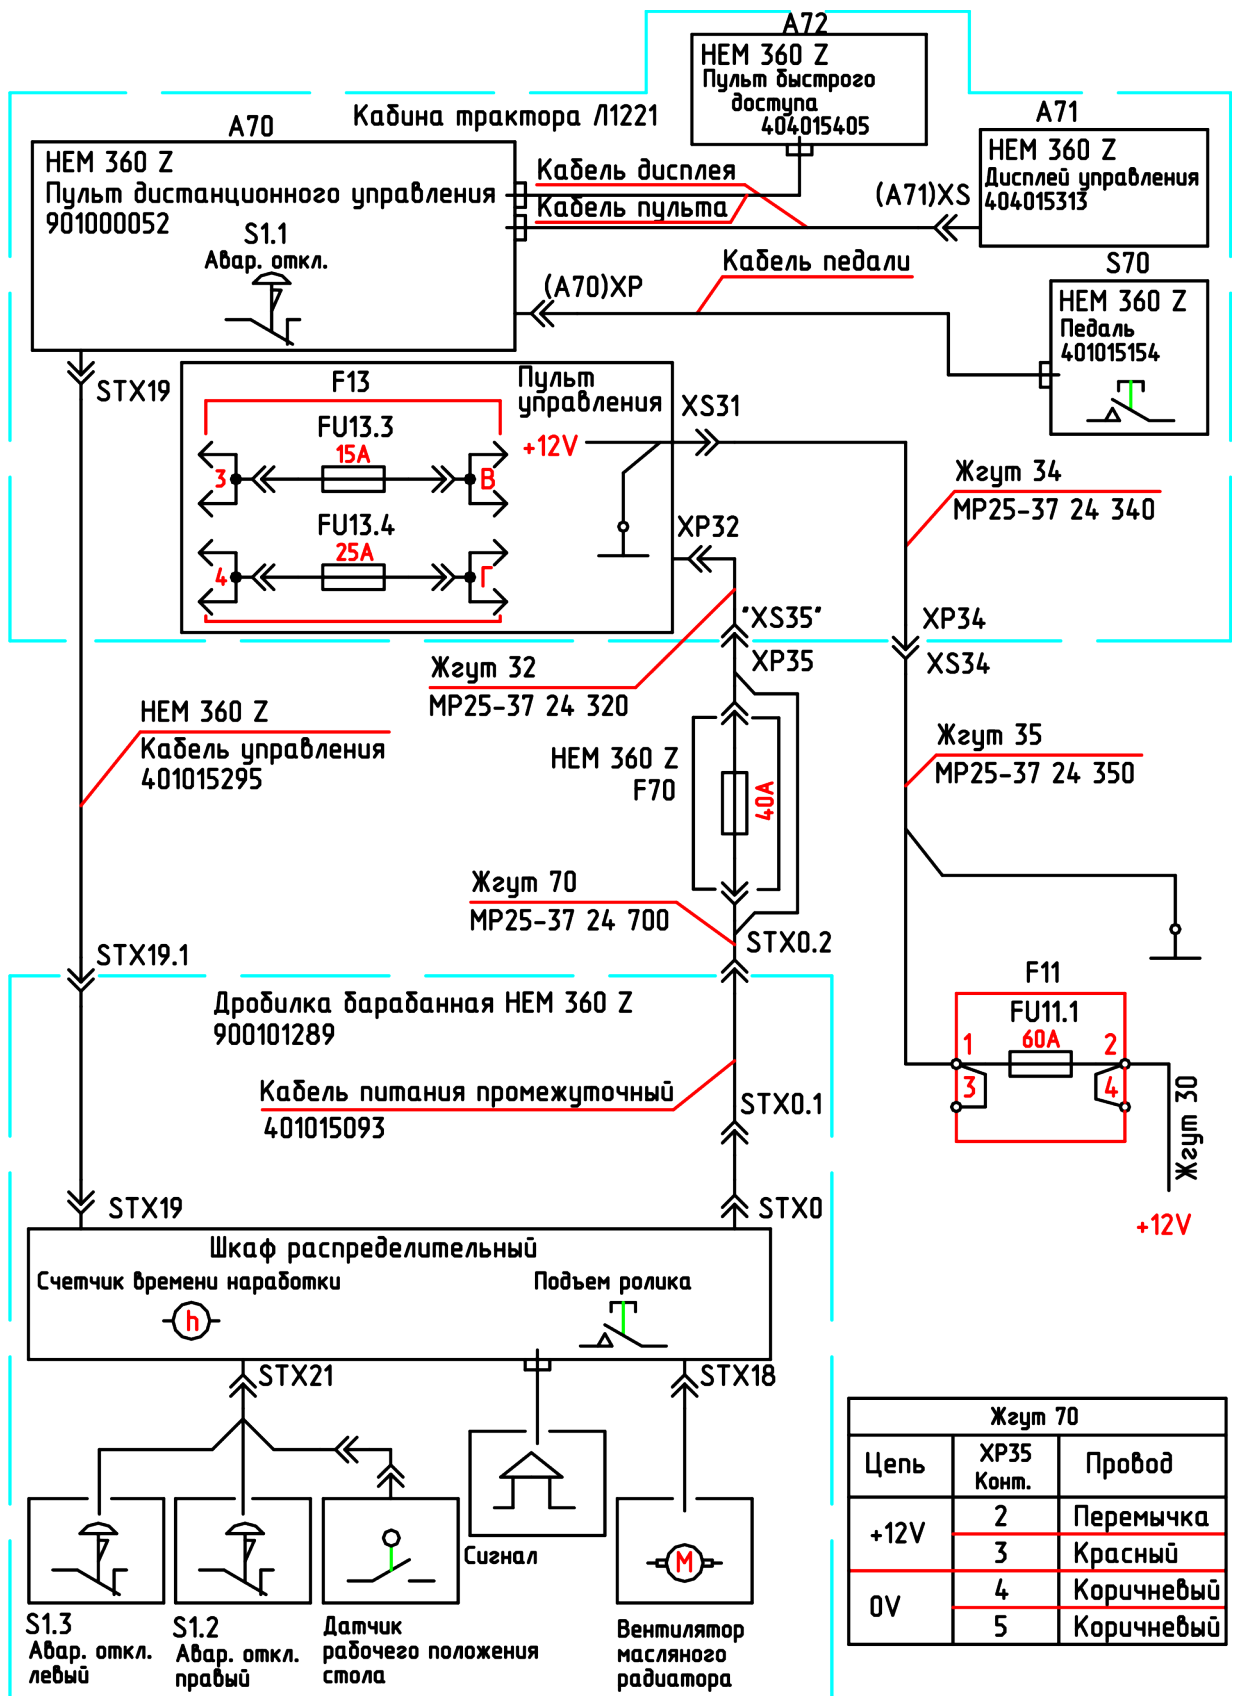 A72
HEM 360 Z
Пульт быстрого
доступа
404015405
Кабина трактора Л1221
A70
HEM 360 Z
Пульт дистанционного управления
901000052
S1.1
Авар. откл.
Кабель дисплея
Кабель пульта
A71
HEM 360 Z
Дисплей управления
404015313
(A71)XS
Кабель педали
(A70)XP
S70
HEM 360 Z
Педаль
401015154
STX19
F13
Пульт
управления
FU13.3
15A
3
В
+12V
XS31
FU13.4
25A
4
Г
XP32
Жгут 34
МР25-37 24 340
"XS35"
XP35
XP34
XS34
Жгут 32
МР25-37 24 320
HEM 360 Z
Кабель управления
401015295
HEM 360 Z
F70
40A
Жгут 35
МР25-37 24 350
Жгут 70
МР25-37 24 700
STX0.2
STX19.1
Дробилка барабанная HEM 360 Z
900101289
F11
FU11.1
60A
1
2
3
4
Жгут 30
+12V
Кабель питания промежуточный
401015093
STX0.1
STX19
STX0
Шкаф распределительный
Счетчик времени наработки
h
Подъем ролика
STX21
STX18
Сигнал
M
S1.3
Авар. откл.
левый
S1.2
Авар. откл.
правый
Датчик
рабочего положения
стола
Вентилятор
масляного
радиатора
Жгут 70
Цепь
XP35
Конт.
Провод
+12V
2
Перемычка
3
Красный
0V
4
Коричневый
5
Коричневый